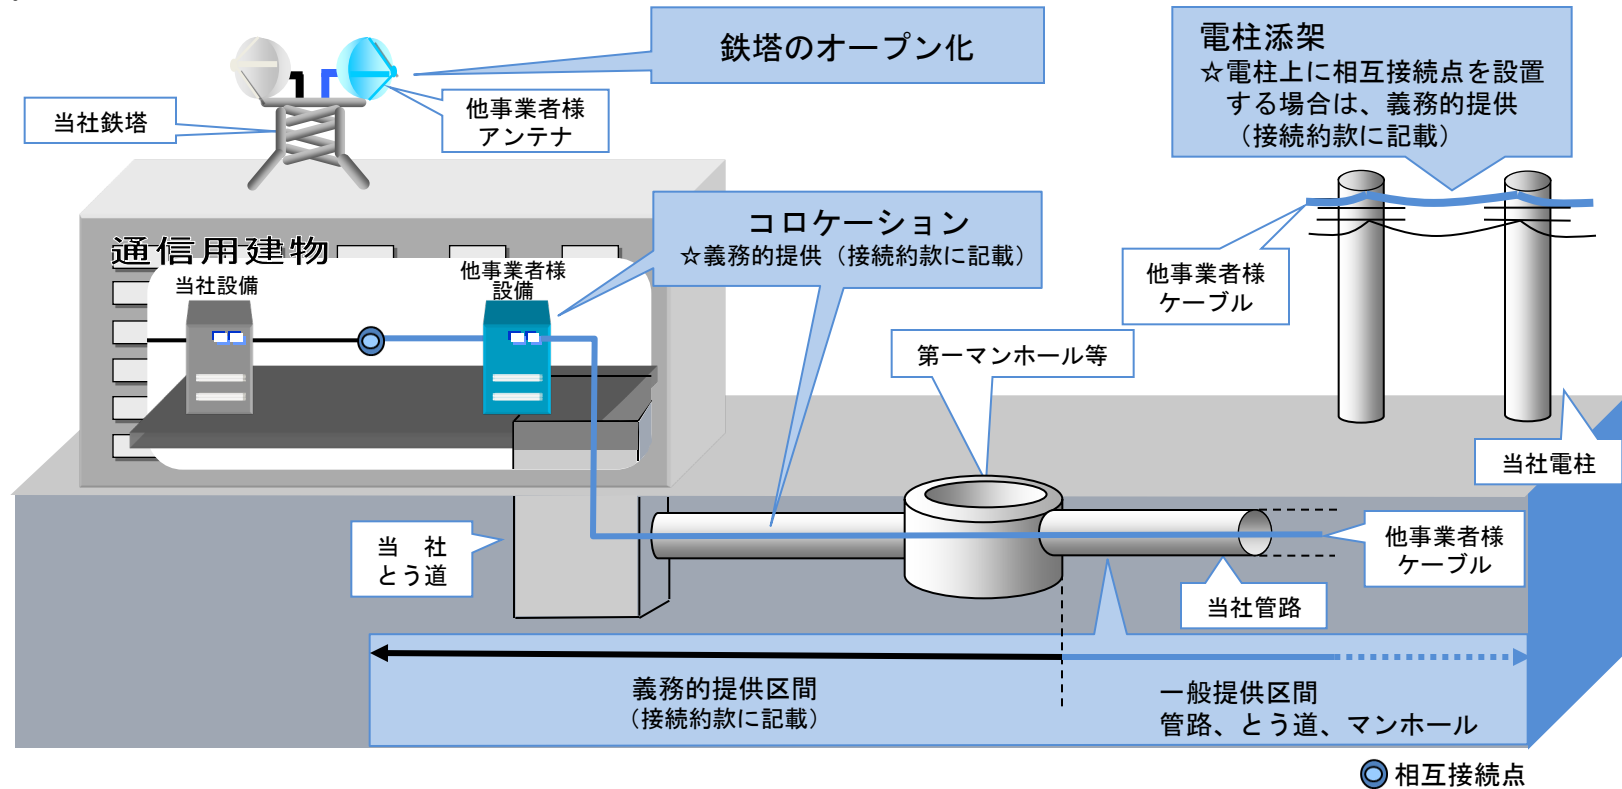 鉄塔のオープン化
電柱添架
☆電柱上に相互接続点を設置
する場合は、義務的提供
（接続約款に記載）
当社鉄塔
他事業者様
アンテナ
コロケーション
☆義務的提供（接続約款に記載）
通信用建物
当社設備
他事業者様
設備
他事業者様
ケーブル
第一マンホール等
当社電柱
当　社
とう道
他事業者様
ケーブル
当社管路
義務的提供区間
（接続約款に記載）
一般提供区間
管路、とう道、マンホール
相互接続点